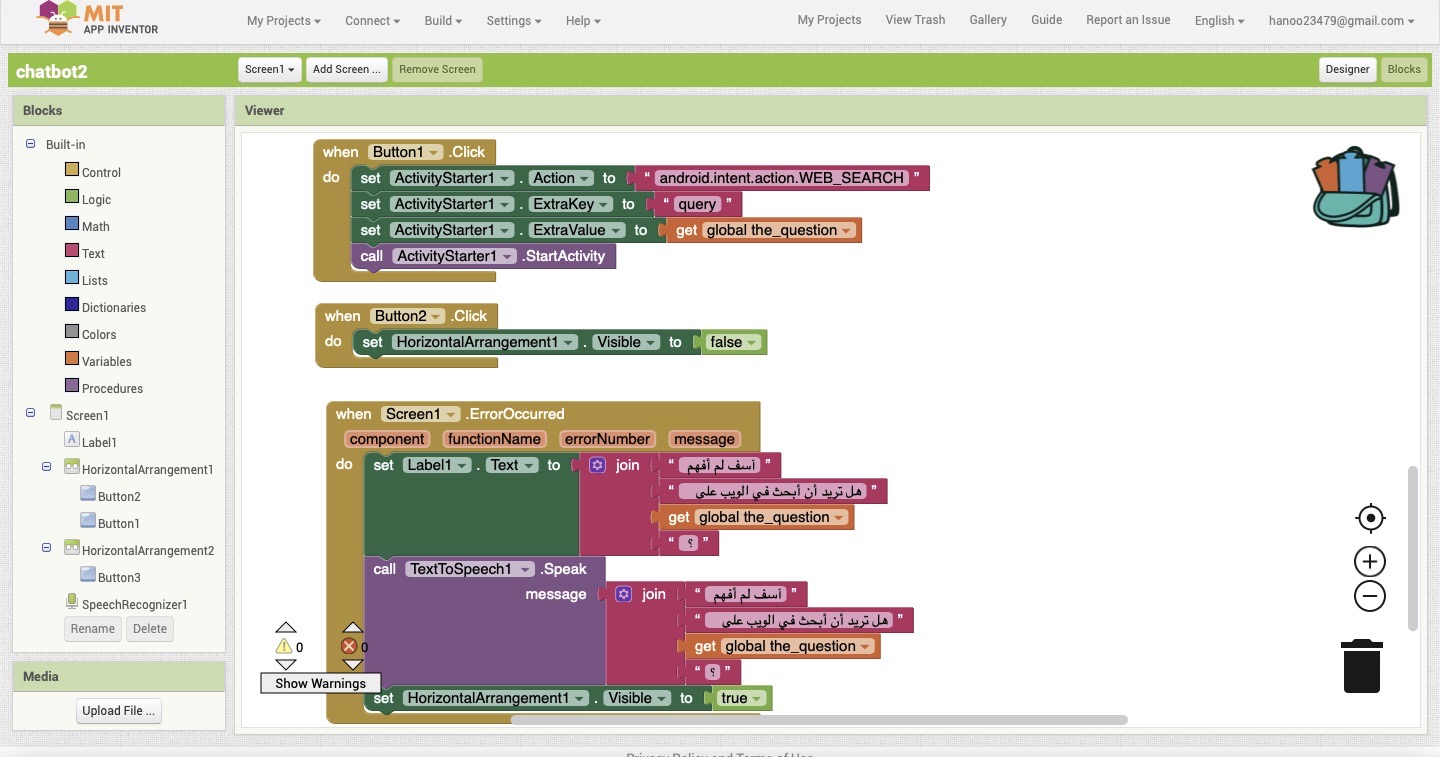 MIT
APP INVENTOR
My Projects Connect Build Settings Help My Projects View Trash Gallery Guide Report an Issue English hanoo23479@gmail.com
chatbot2 Screen1 Add Screen ... Remove Screen Designer Blocks
Blocks
Viewer
Built-in
Control
Logic
Math
Text
Lists
Dictionaries
Colors
Variables
Procedures
Screen1
Label1
HorizontalArrangement1
Button2
Button1
HorizontalArrangement2
Button3
SpeechRecognizer1
Rename Delete
Media
Upload File ...
when Button1 .Click
do set ActivityStarter1 . Action to " android.intent.action.WEB_SEARCH "
set ActivityStarter1 . ExtraKey to " query "
set ActivityStarter1 . ExtraValue to get global the_question
call ActivityStarter1 .StartActivity
when Button2 .Click
do set HorizontalArrangement1 . Visible to false
when Screen1 .ErrorOccurred
component functionName errorNumber message
do set Label1 . Text to join " آسف لم أفهم "
" هل تريد أن أبحث في الويب على "
get global the_question
" ؟ "
call TextToSpeech1 .Speak
message join " آسف لم أفهم "
" هل تريد أن أبحث في الويب على "
get global the_question
" ؟ "
set HorizontalArrangement1 . Visible to true
0 0
Show Warnings
Privacy Policy and Terms of Use